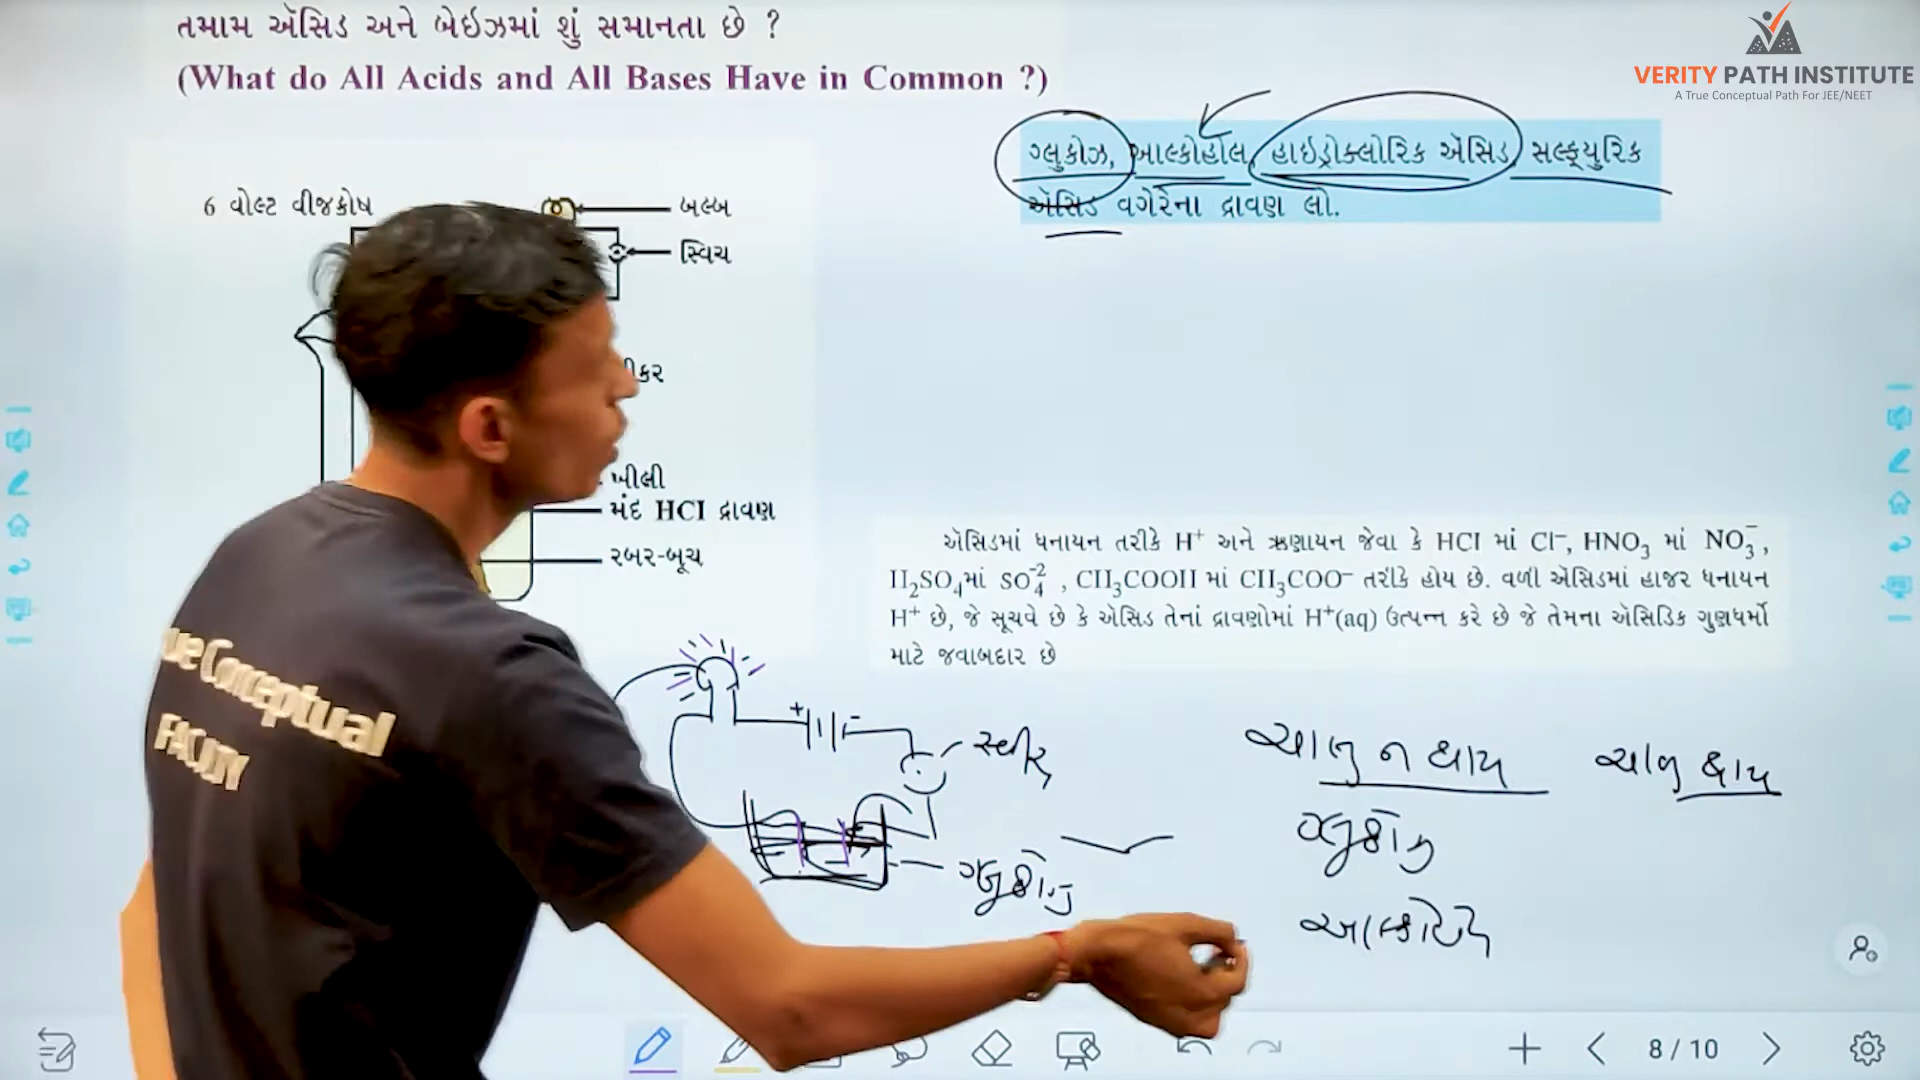 તમામ ઍસિડ અને બેઇઝમાં શું સમાનતા છે ?
(What do All Acids and All Bases Have in Common ?)
VERITY PATH INSTITUTE
A True Conceptual Path For JEE/NEET
ગ્લુકોઝ, આલ્કોહૉલ, હાઇડ્રોક્લોરિક ઍસિડ, સલ્ફ્યુરિક
ઍસિડ વગેરેના દ્રાવણ લો.
6 વોલ્ટ વીજકોષ
બલ્બ
સ્વિચ
ીકર
ખીલી
મંદ HCl દ્રાવણ
રબર-બૂચ
ઍસિડમાં ધનાયન તરીકે H⁺ અને ઋણાયન જેવા કે HCl માં Cl⁻, HNO₃ માં NO₃⁻,
H₂SO₄માં SO₄⁻², CH₃COOH માં CH₃COO⁻ તરીકે હોય છે. વળી ઍસિડમાં હાજર ધનાયન
H⁺ છે, જે સૂચવે છે કે ઍસિડ તેનાં દ્રાવણોમાં H⁺(aq) ઉત્પન્ન કરે છે જે તેમના ઍસિડિક ગુણધર્મો
માટે જવાબદાર છે
+ -
ચાલુ ન થાય
ચાલુ થાય
ue Conceptual
FACULTY
8 / 10